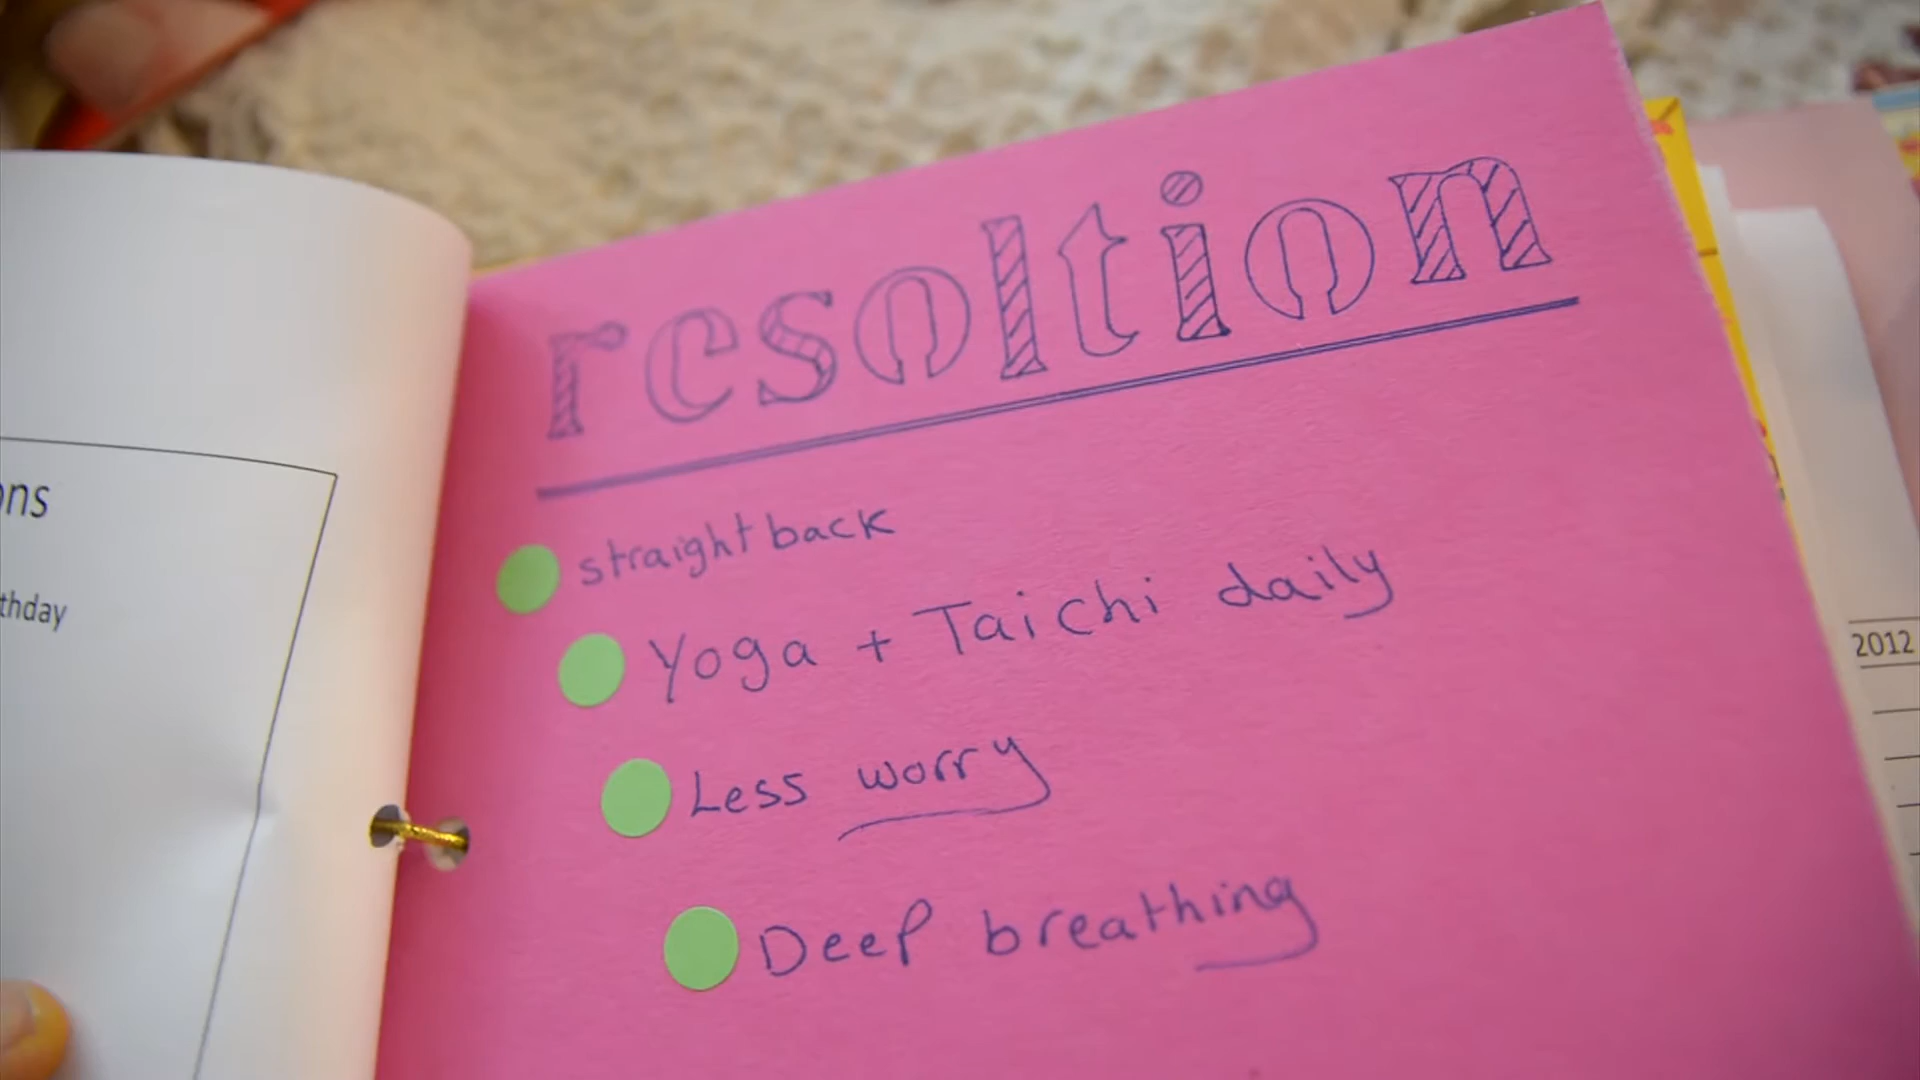 ons
thday
resoltion
straight back
Yoga + Taichi daily
Less worry
Deep breathing
2012